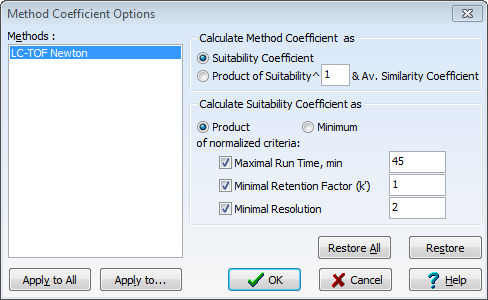 Method Coefficient Options
Methods :
LC-TOF Newton
Calculate Method Coefficient as
Suitability Coefficient
Product of Suitability^ 1 & Av. Similarity Coefficient
Calculate Suitability Coefficient as
Product Minimum
of normalized criteria:
Maximal Run Time, min 45
Minimal Retention Factor (k') 1
Minimal Resolution 2
Restore All Restore
Apply to All Apply to... OK Cancel ? Help